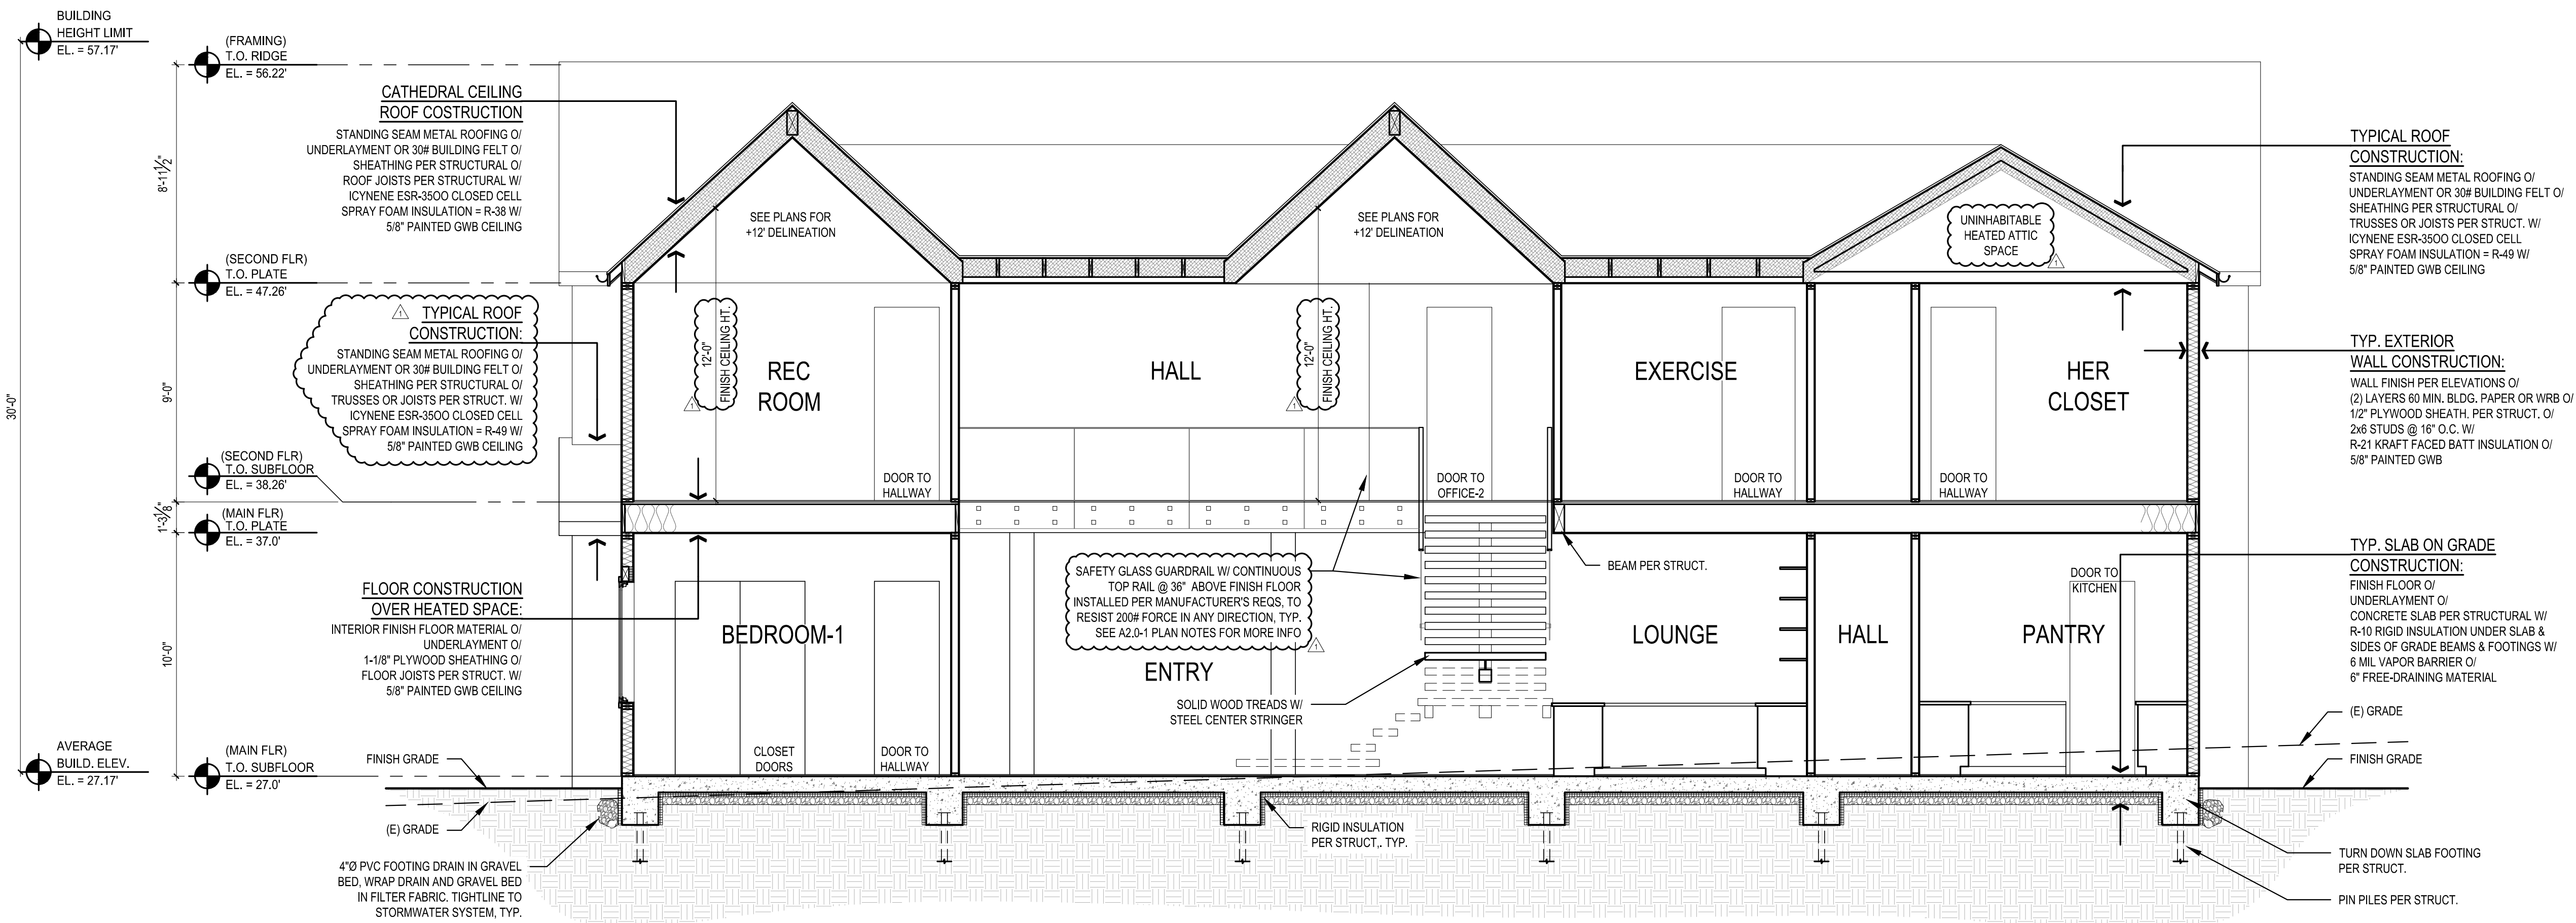 BUILDING
HEIGHT LIMIT
EL. = 57.17'
(FRAMING)
T.O. RIDGE
EL. = 56.22'
30'-0"
8'-11½"
9'-0"
1'-3⅛"
10'-0"
CATHEDRAL CEILING
ROOF COSTRUCTION
STANDING SEAM METAL ROOFING O/
UNDERLAYMENT OR 30# BUILDING FELT O/
SHEATHING PER STRUCTURAL O/
ROOF JOISTS PER STRUCTURAL W/
ICYNENE ESR-35OO CLOSED CELL
SPRAY FOAM INSULATION = R-38 W/
5/8" PAINTED GWB CEILING
(SECOND FLR)
T.O. PLATE
EL. = 47.26'
1
TYPICAL ROOF
CONSTRUCTION:
STANDING SEAM METAL ROOFING O/
UNDERLAYMENT OR 30# BUILDING FELT O/
SHEATHING PER STRUCTURAL O/
TRUSSES OR JOISTS PER STRUCT. W/
ICYNENE ESR-35OO CLOSED CELL
SPRAY FOAM INSULATION = R-49 W/
5/8" PAINTED GWB CEILING
(SECOND FLR)
T.O. SUBFLOOR
EL. = 38.26'
(MAIN FLR)
T.O. PLATE
EL. = 37.0'
FLOOR CONSTRUCTION
OVER HEATED SPACE:
INTERIOR FINISH FLOOR MATERIAL O/
UNDERLAYMENT O/
1-1/8" PLYWOOD SHEATHING O/
FLOOR JOISTS PER STRUCT. W/
5/8" PAINTED GWB CEILING
AVERAGE
BUILD. ELEV.
EL. = 27.17'
(MAIN FLR)
T.O. SUBFLOOR
EL. = 27.0'
FINISH GRADE
(E) GRADE
4"Ø PVC FOOTING DRAIN IN GRAVEL
BED, WRAP DRAIN AND GRAVEL BED
IN FILTER FABRIC. TIGHTLINE TO
STORMWATER SYSTEM, TYP.
SEE PLANS FOR
+12' DELINEATION
12'-0"
FINISH CEILING HT.
1
REC
ROOM
DOOR TO
HALLWAY
HALL
SEE PLANS FOR
+12' DELINEATION
12'-0"
FINISH CEILING HT.
1
DOOR TO
OFFICE-2
EXERCISE
DOOR TO
HALLWAY
UNINHABITABLE
HEATED ATTIC
SPACE
1
HER
CLOSET
DOOR TO
HALLWAY
BEDROOM-1
CLOSET
DOORS
DOOR TO
HALLWAY
SAFETY GLASS GUARDRAIL W/ CONTINUOUS
TOP RAIL @ 36" ABOVE FINISH FLOOR
INSTALLED PER MANUFACTURER'S REQS, TO
RESIST 200# FORCE IN ANY DIRECTION, TYP.
SEE A2.0-1 PLAN NOTES FOR MORE INFO
1
ENTRY
SOLID WOOD TREADS W/
STEEL CENTER STRINGER
BEAM PER STRUCT.
LOUNGE
HALL
PANTRY
DOOR TO
KITCHEN
RIGID INSULATION
PER STRUCT,. TYP.
TYPICAL ROOF
CONSTRUCTION:
STANDING SEAM METAL ROOFING O/
UNDERLAYMENT OR 30# BUILDING FELT O/
SHEATHING PER STRUCTURAL O/
TRUSSES OR JOISTS PER STRUCT. W/
ICYNENE ESR-35OO CLOSED CELL
SPRAY FOAM INSULATION = R-49 W/
5/8" PAINTED GWB CEILING
TYP. EXTERIOR
WALL CONSTRUCTION:
WALL FINISH PER ELEVATIONS O/
(2) LAYERS 60 MIN. BLDG. PAPER OR WRB O/
1/2" PLYWOOD SHEATH. PER STRUCT. O/
2x6 STUDS @ 16" O.C. W/
R-21 KRAFT FACED BATT INSULATION O/
5/8" PAINTED GWB
TYP. SLAB ON GRADE
CONSTRUCTION:
FINISH FLOOR O/
UNDERLAYMENT O/
CONCRETE SLAB PER STRUCTURAL W/
R-10 RIGID INSULATION UNDER SLAB &
SIDES OF GRADE BEAMS & FOOTINGS W/
6 MIL VAPOR BARRIER O/
6" FREE-DRAINING MATERIAL
(E) GRADE
FINISH GRADE
TURN DOWN SLAB FOOTING
PER STRUCT.
PIN PILES PER STRUCT.